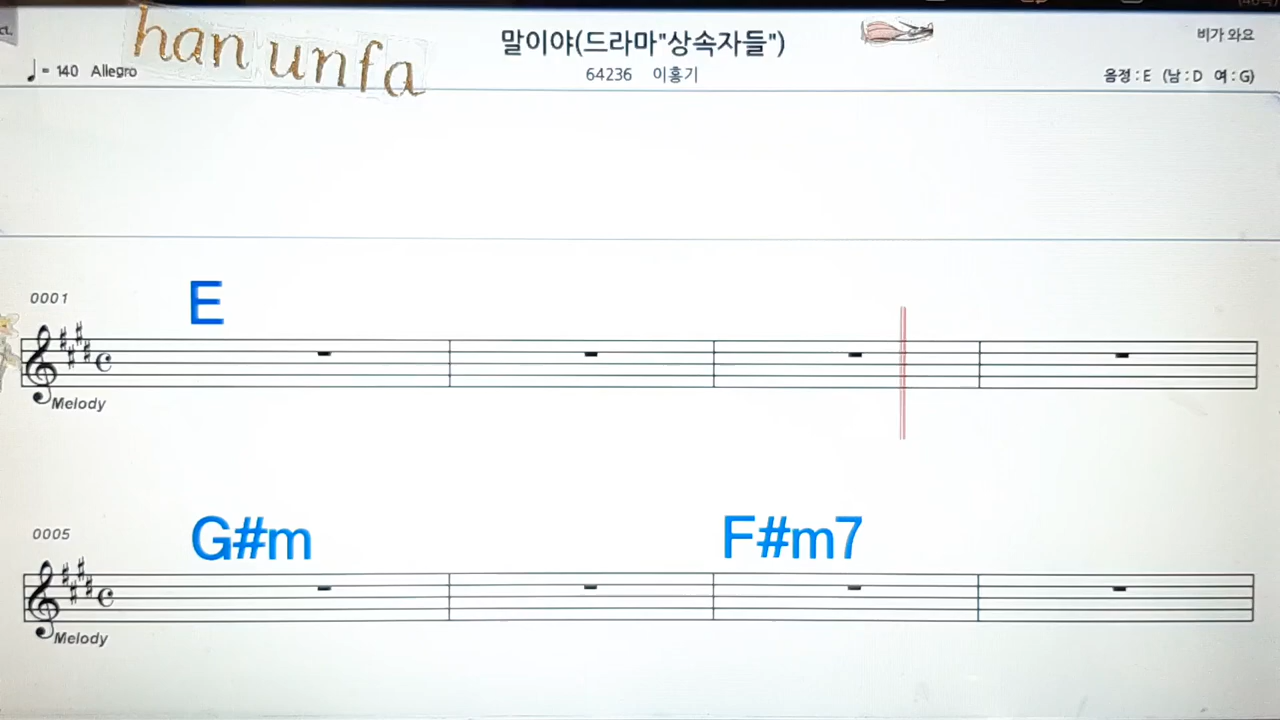 ct.
han unfa
말이야(드라마"상속자들")
비가 와요
♩= 140 Allegro
64236 이홍기
음정 : E (남 : D 여 : G)
0001
E
Melody
0005
G#m F#m7
Melody